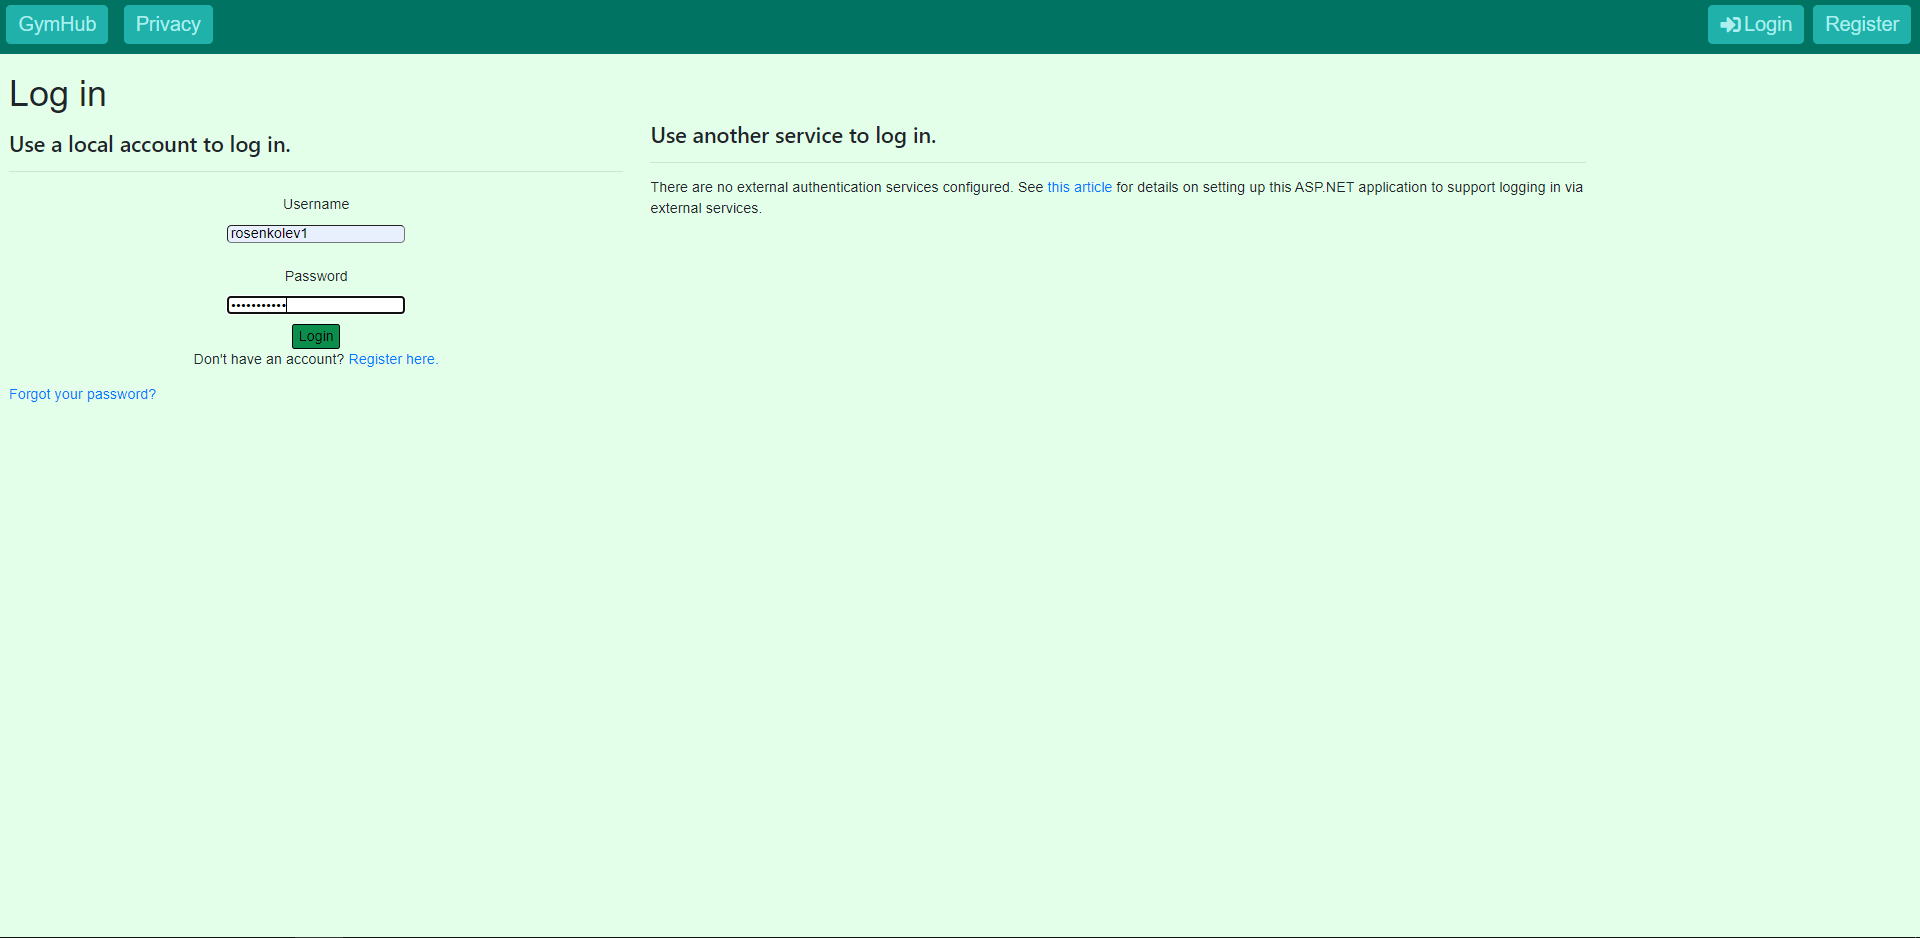 GymHub Privacy Login Register
Log in
Use a local account to log in.
Username
rosenkolev1
Password
•••••••••••
Login
Don't have an account? Register here.
Forgot your password?
Use another service to log in.
There are no external authentication services configured. See this article for details on setting up this ASP.NET application to support logging in via
external services.